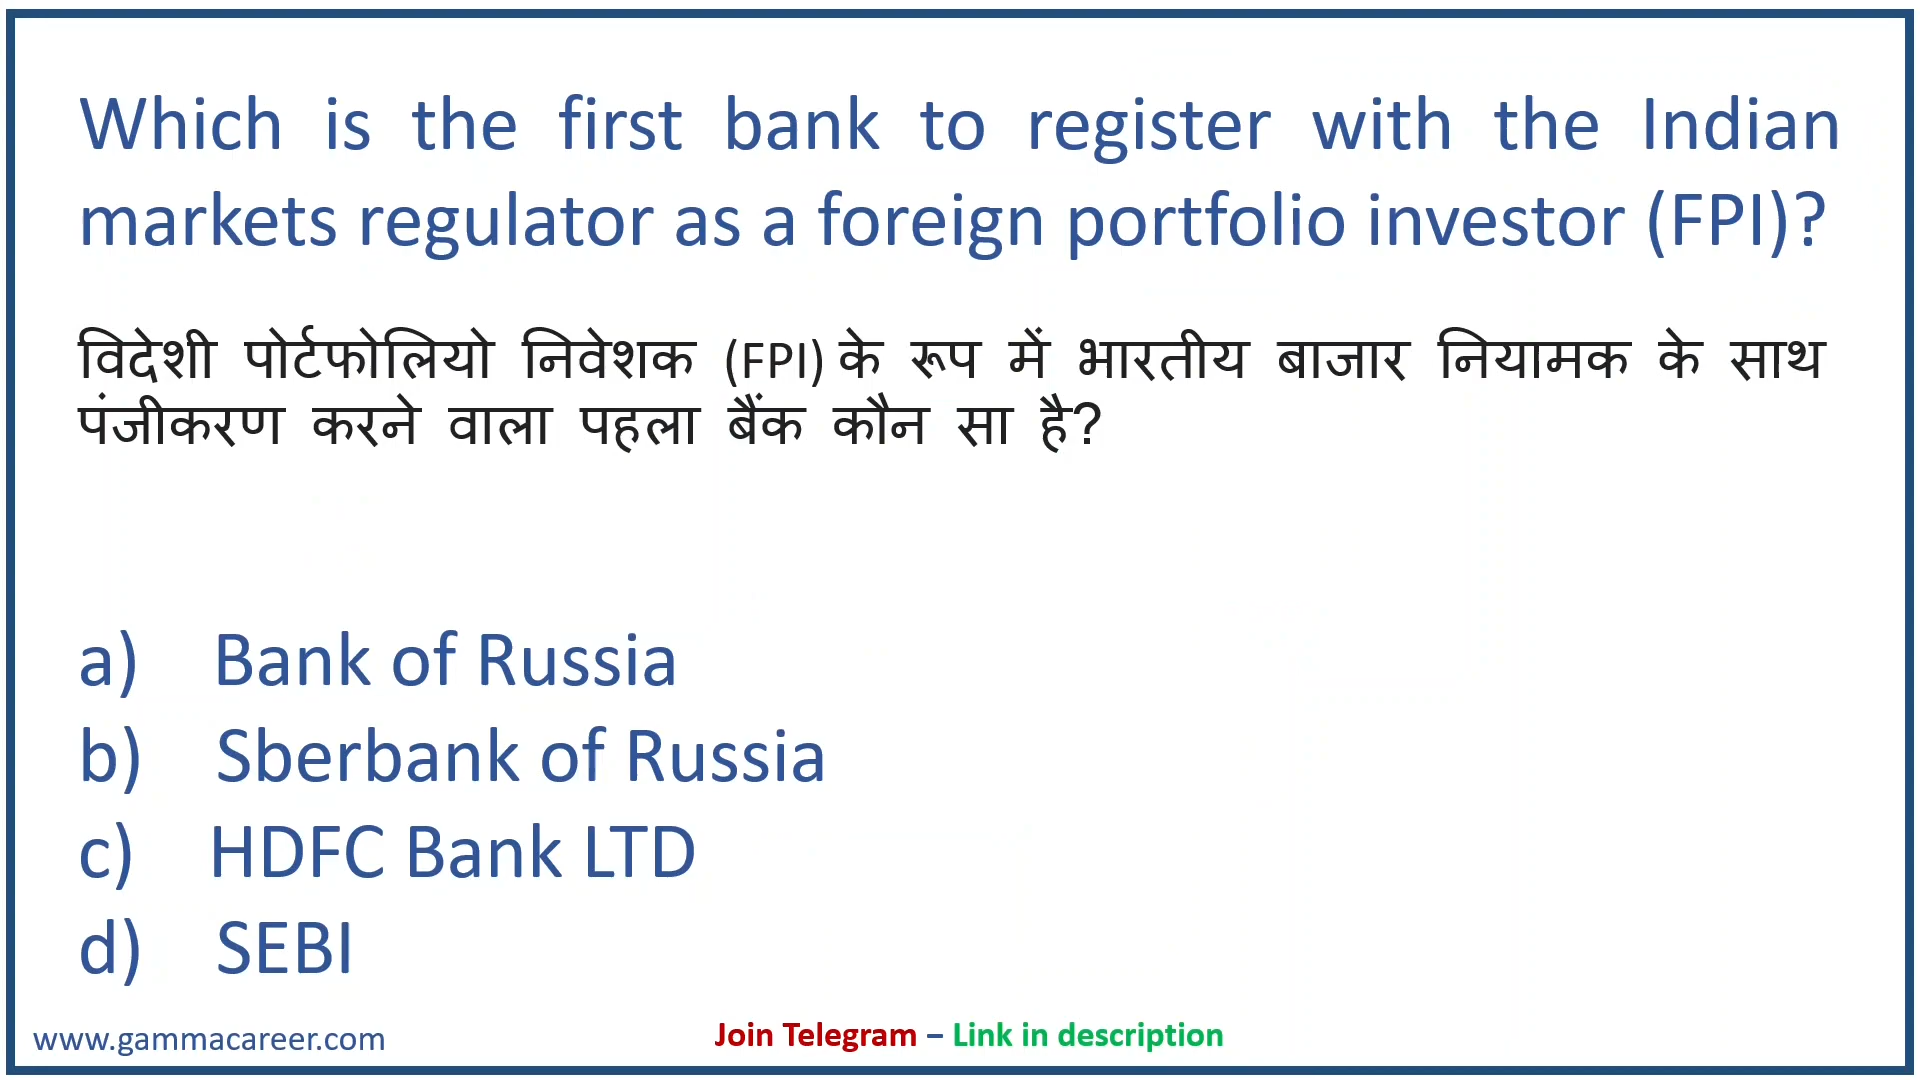 Which is the first bank to register with the Indian
markets regulator as a foreign portfolio investor (FPI)?
विदेशी पोर्टफोलियो निवेशक (FPI) के रूप में भारतीय बाजार नियामक के साथ
पंजीकरण करने वाला पहला बैंक कौन सा है?
a) Bank of Russia
b) Sberbank of Russia
c) HDFC Bank LTD
d) SEBI
www.gammacareer.com
Join Telegram – Link in description